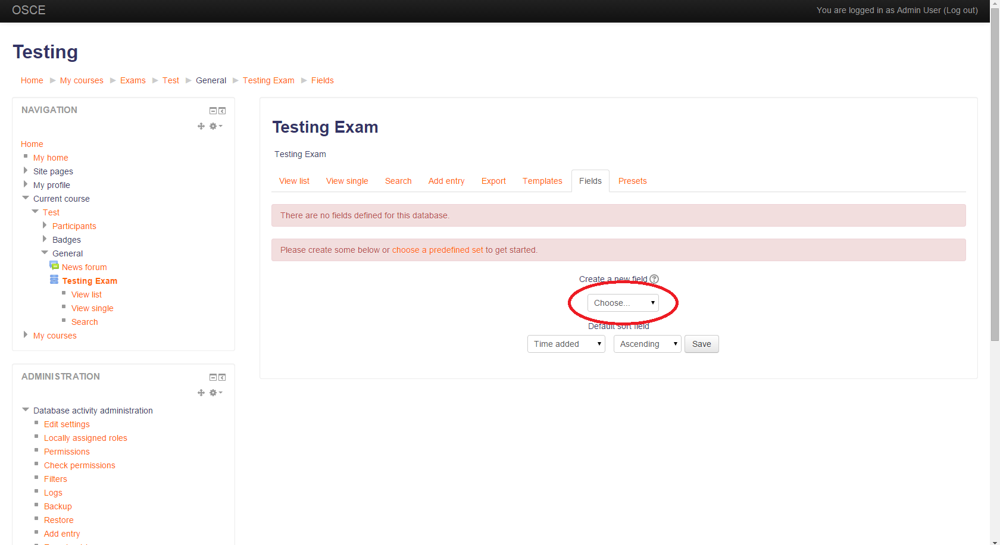 OSCE
You are logged in as Admin User (Log out)
Testing
Home My courses Exams Test General Testing Exam Fields
NAVIGATION
Home
My home
Site pages
My profile
Current course
Test
Participants
Badges
General
News forum
Testing Exam
View list
View single
Search
My courses
ADMINISTRATION
Database activity administration
Edit settings
Locally assigned roles
Permissions
Check permissions
Filters
Logs
Backup
Restore
Add entry
Testing Exam
Testing Exam
View list View single Search Add entry Export Templates Fields Presets
There are no fields defined for this database.
Please create some below or choose a predefined set to get started.
Create a new field
Choose...
Default sort field
Time added Ascending Save